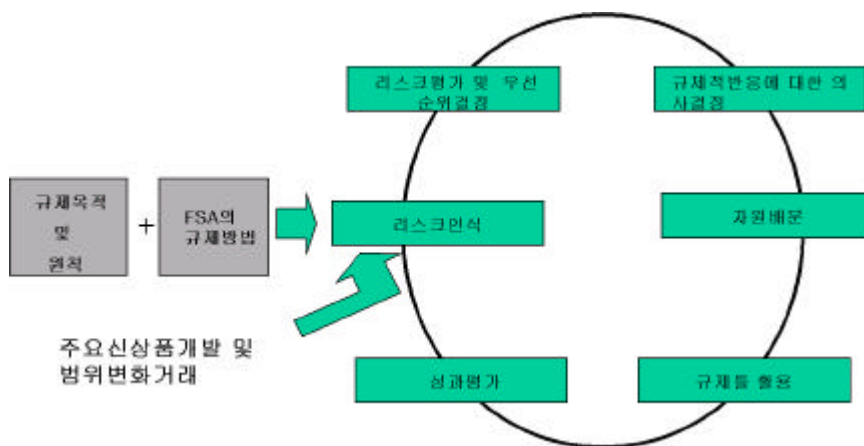 리스크평가 및 우선
순위결정
규제적반응에 대한 의
사결정
규제목적
및
원칙
+
FSA의
규제방법
리스크인식
자원배분
주요신상품개발 및
범위변화거래
성과평가
규제틀 활용